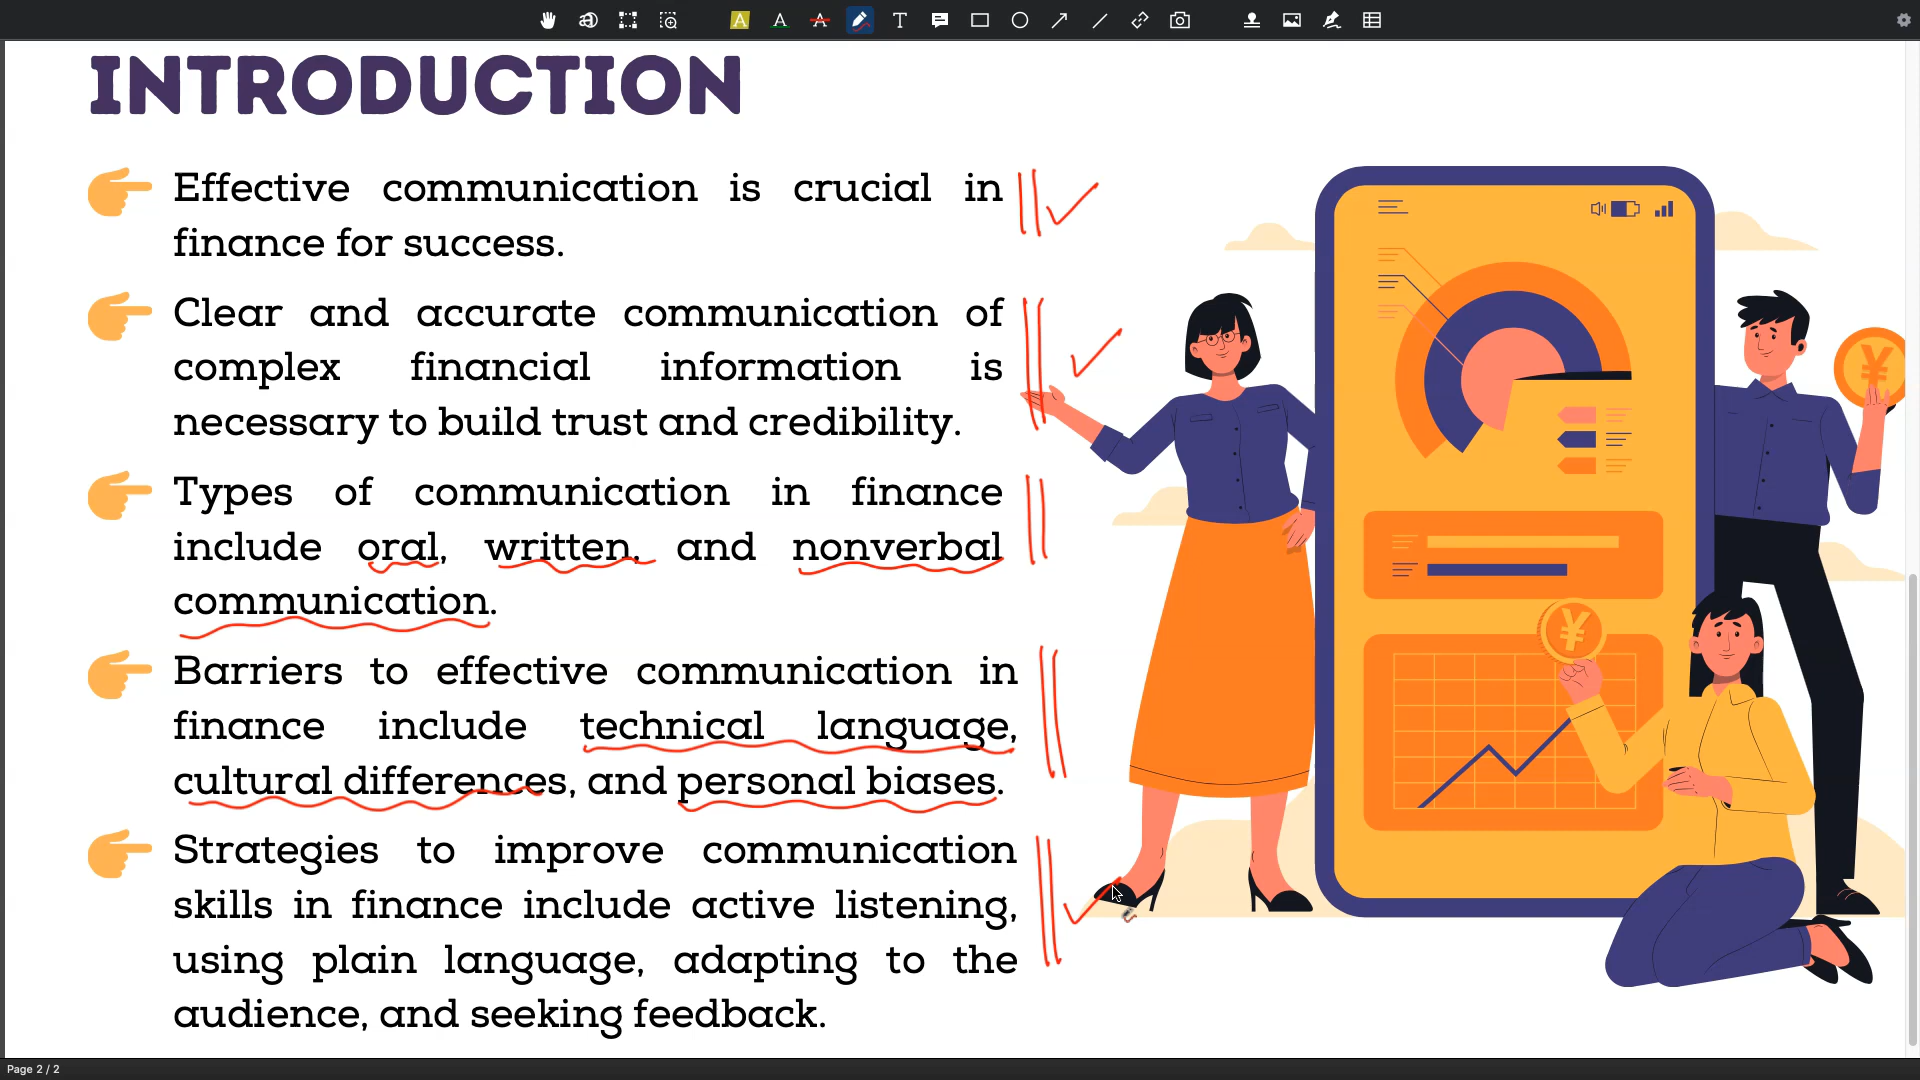 INTRODUCTION
Effective communication is crucial in
finance for success.
Clear and accurate communication of
complex financial information is
necessary to build trust and credibility.
Types of communication in finance
include oral, written, and nonverbal
communication.
Barriers to effective communication in
finance include technical language,
cultural differences, and personal biases.
Strategies to improve communication
skills in finance include active listening,
using plain language, adapting to the
audience, and seeking feedback.
¥
¥
Page 2 / 2